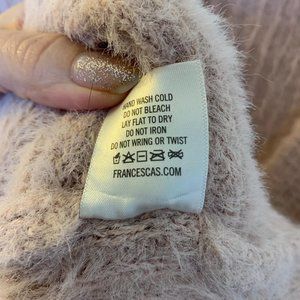 HAND WASH COLD
DO NOT BLEACH
LAY FLAT TO DRY
DO NOT IRON
DO NOT WRING OR TWIST
FRANCESCAS.COM